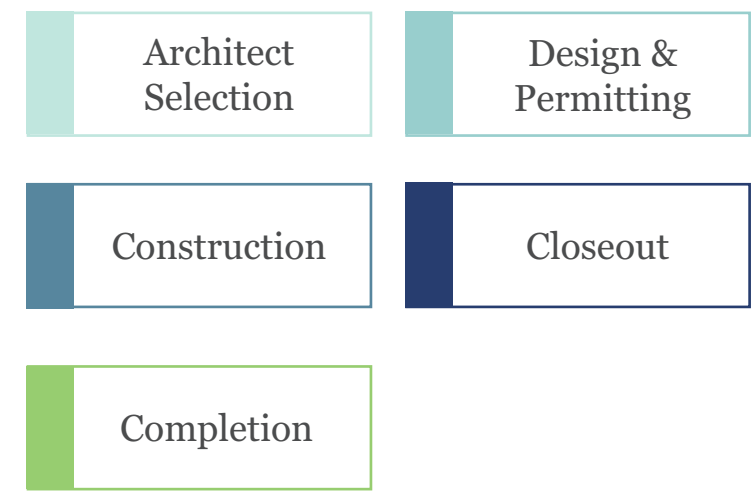 Architect
Selection
Design &
Permitting
Construction
Closeout
Completion